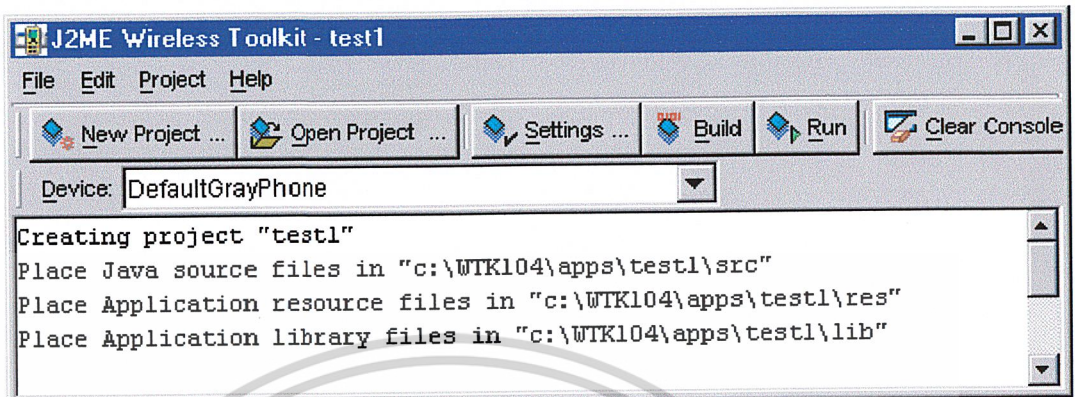 J2ME Wireless Toolkit - test1
File Edit Project Help
New Project ... Open Project ... Settings ... Build Run Clear Console
Device: DefaultGrayPhone
Creating project "test1"
Place Java source files in "c:\WTK104\apps\test1\src"
Place Application resource files in "c:\WTK104\apps\test1\res"
Place Application library files in "c:\WTK104\apps\test1\lib"